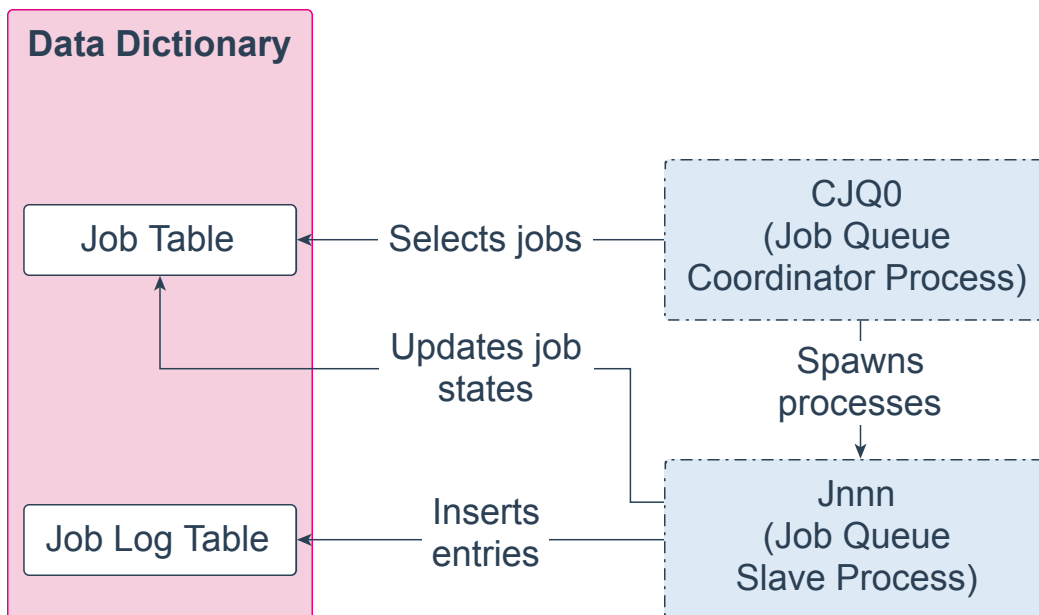 Data Dictionary
Job Table
Selects jobs
CJQ0
(Job Queue
Coordinator Process)
Updates job
states
Spawns
processes
Job Log Table
Inserts
entries
Jnnn
(Job Queue
Slave Process)